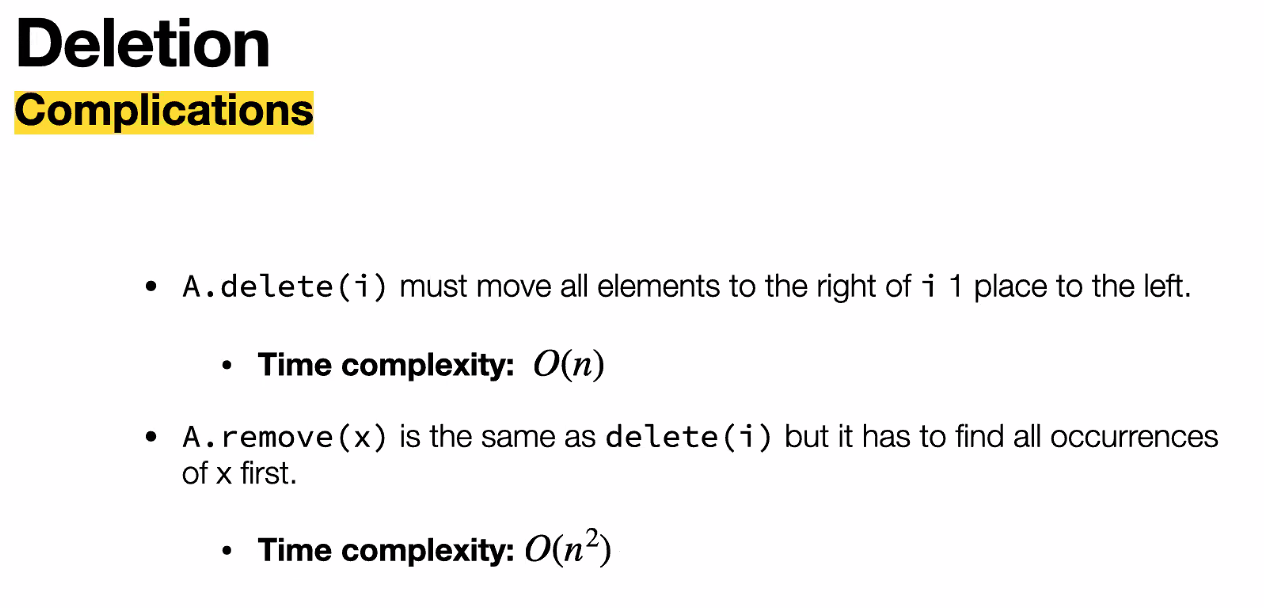 Deletion
Complications
• A.delete(i) must move all elements to the right of i 1 place to the left.
• Time complexity: O(n)
• A.remove(x) is the same as delete(i) but it has to find all occurrences
of x first.
• Time complexity: O(n²)